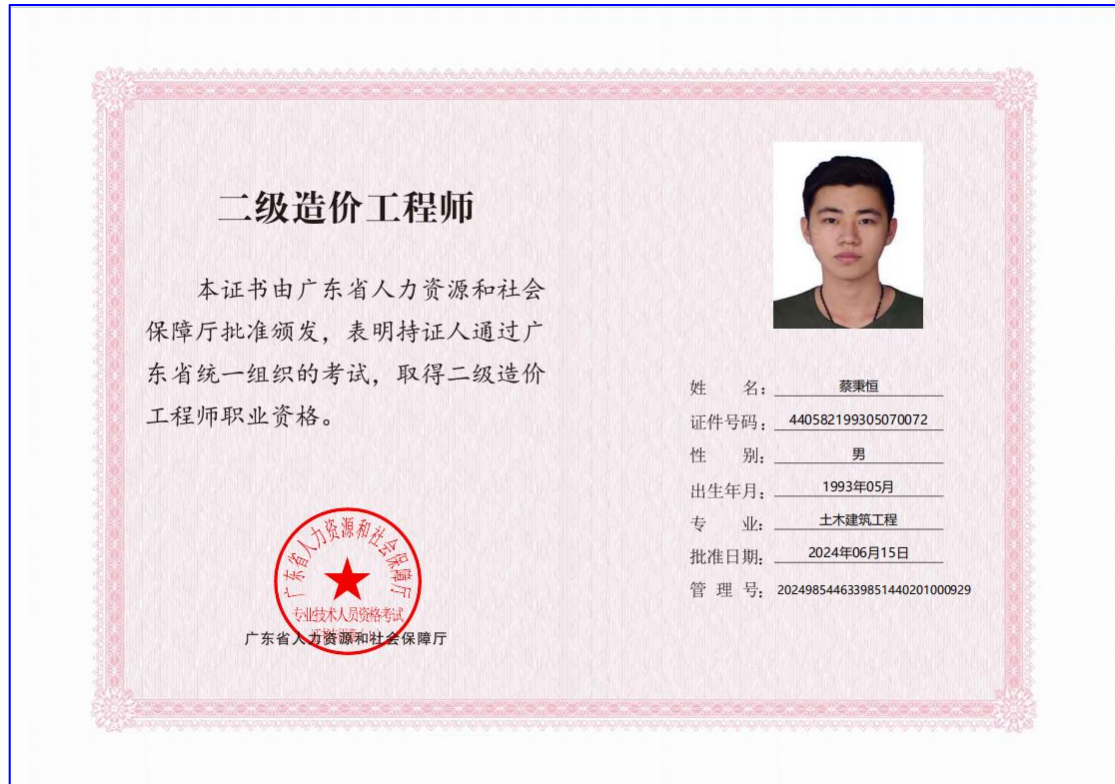 二级造价工程师
本证书由广东省人力资源和社会
保障厅批准颁发，表明持证人通过广
东省统一组织的考试，取得二级造价
工程师职业资格。
广东省人力资源和社会保障厅
专业技术人员资格考试
广东省人力资源和社会保障厅
姓 名：蔡秉恒
证件号码：440582199305070072
性 别：男
出生年月：1993年05月
专 业：土木建筑工程
批准日期：2024年06月15日
管 理 号：20249854463398514402​01000929